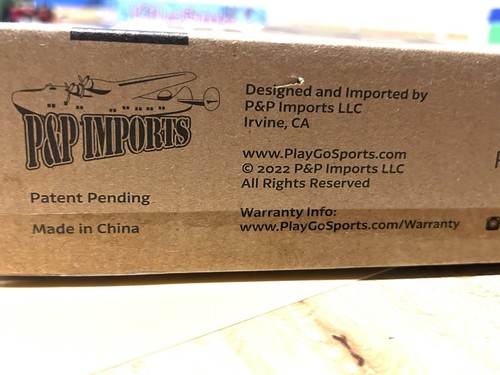 P&P IMPORTS
Patent Pending
Made in China
Designed and Imported by
P&P Imports LLC
Irvine, CA
www.PlayGoSports.com
© 2022 P&P Imports LLC
All Rights Reserved
Warranty Info:
www.PlayGoSports.com/Warranty